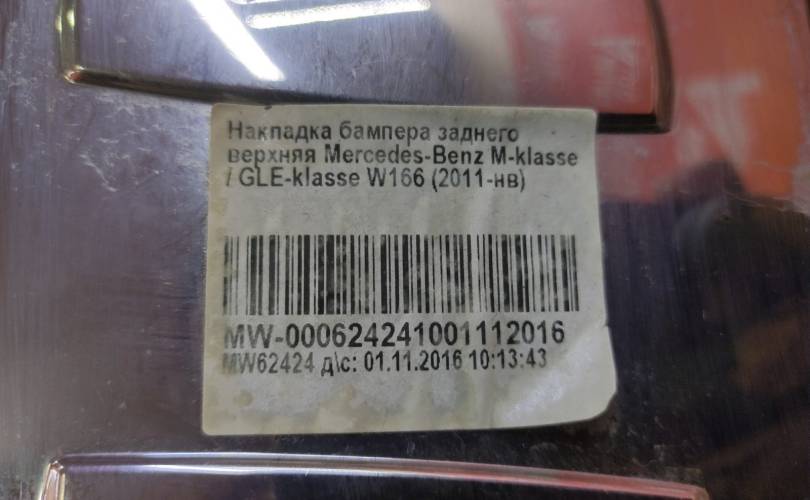 Накладка бампера заднего
верхняя Mercedes-Benz M-klasse
/ GLE-klasse W166 (2011-нв)
MW-000624241001112016
MW62424 д\с: 01.11.2016 10:13:43